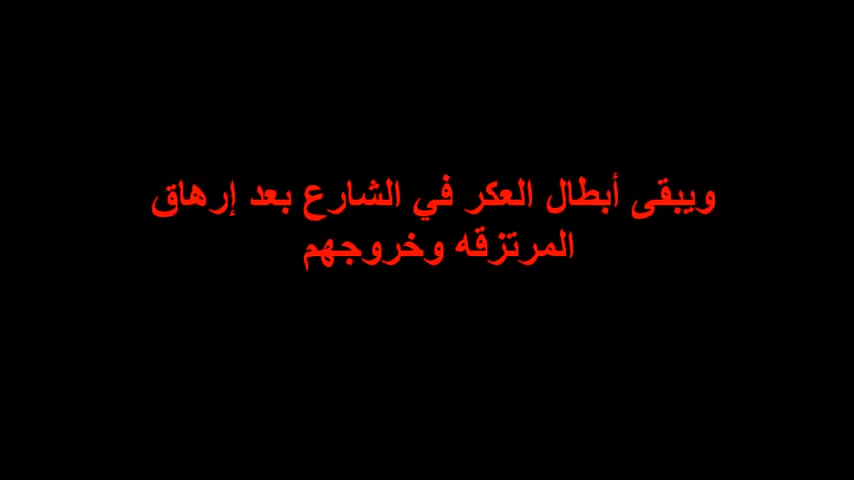 ويبقى أبطال العكر في الشارع بعد إرهاق
المرتزقه وخروجهم